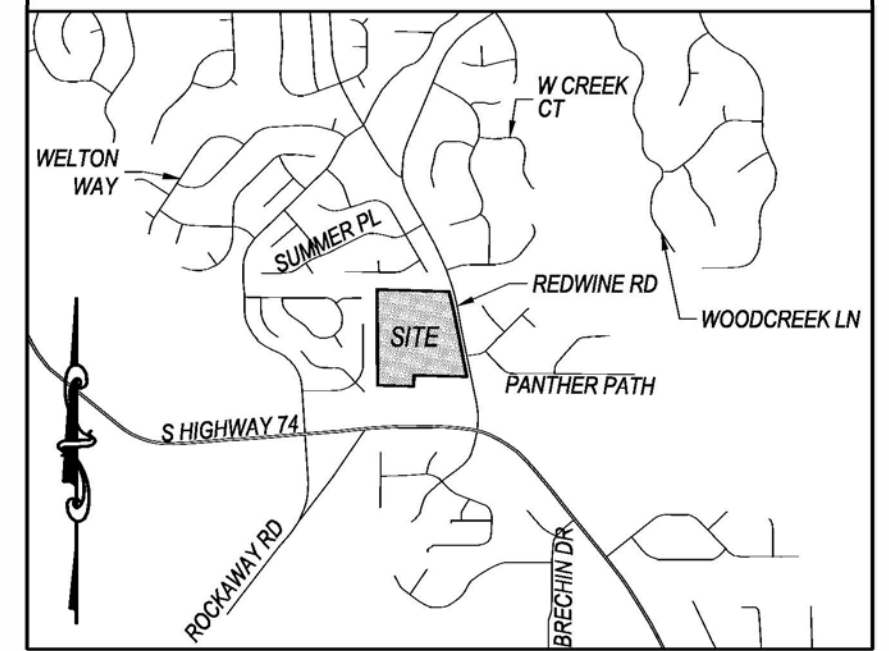 W CREEK
CT
WELTON
WAY
SUMMER PL
REDWINE RD
WOODCREEK LN
SITE
PANTHER PATH
S HIGHWAY 74
ROCKAWAY RD
BRECHIN DR